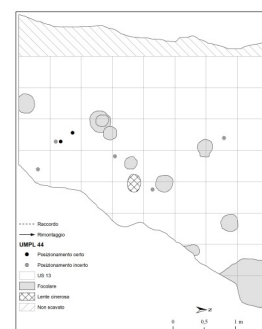 Raccordo
Rimontaggio
UMPL 44
Posizionamento certo
Posizionamento incerto
US 13
Focolare
Lente cinerosa
Non scavato
0 0,5 1 m